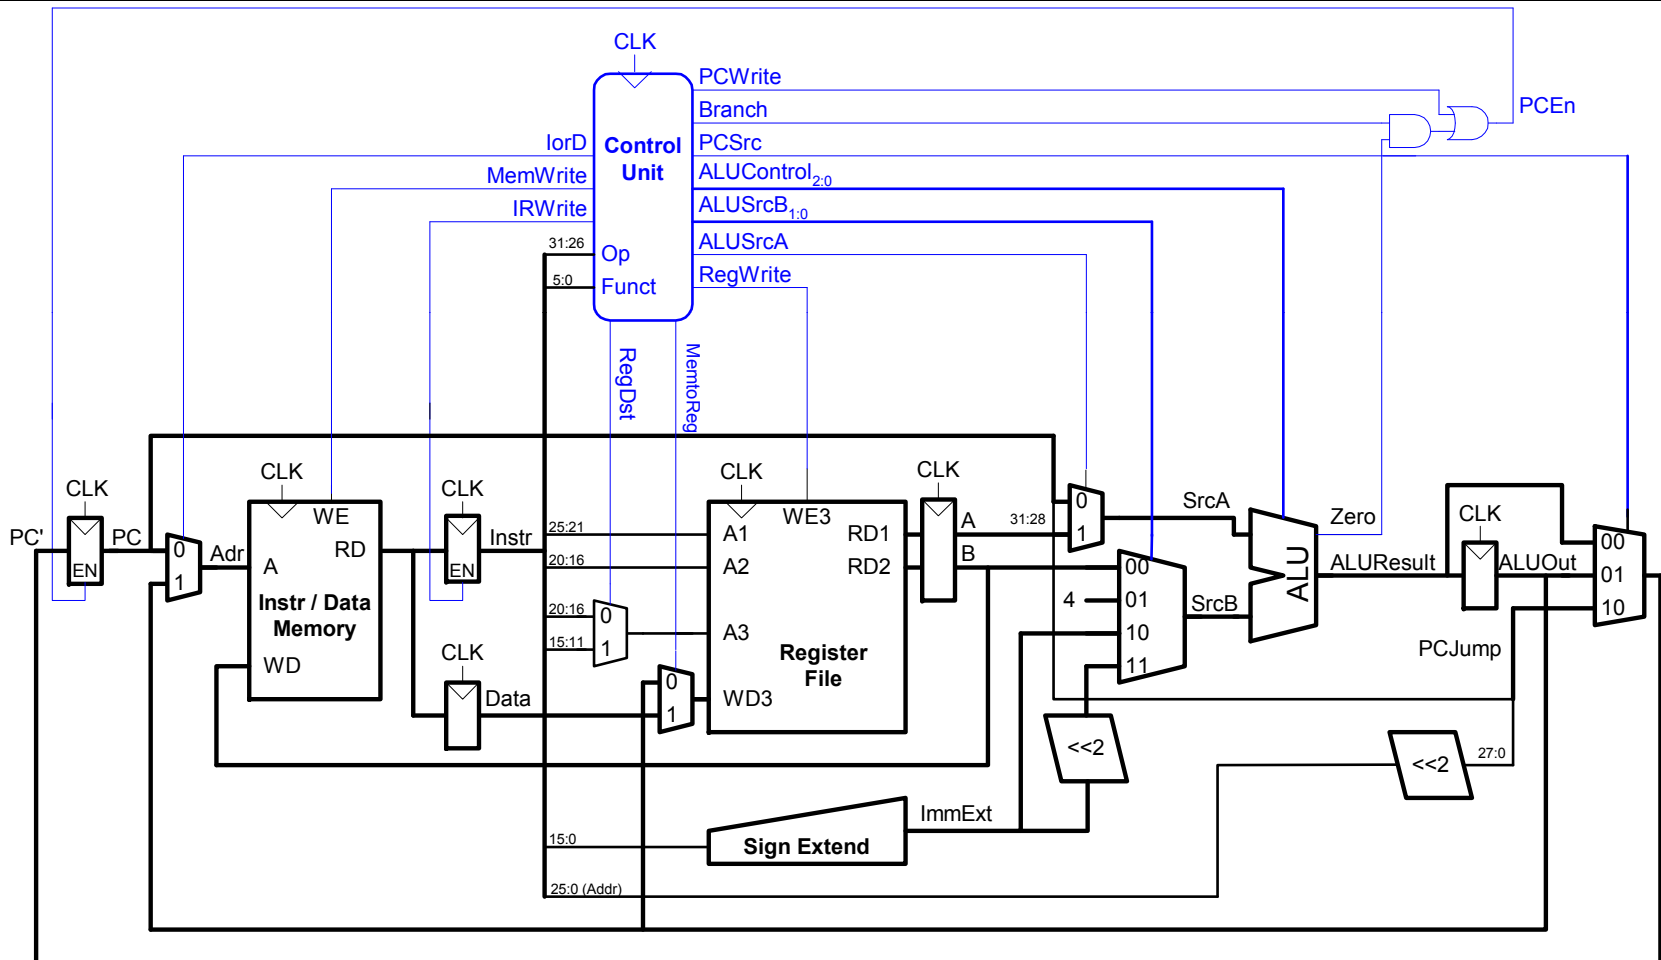 CLK
PCWrite
Branch
PCEn
IorD
Control
Unit
PCSrc
MemWrite
ALUControl2:0
IRWrite
ALUSrcB1:0
31:26
Op
ALUSrcA
5:0
Funct
RegWrite
RegDst
MemtoReg
CLK
PC'
EN
PC
0
1
Adr
CLK
WE
A
RD
Instr / Data
Memory
WD
CLK
EN
Instr
CLK
Data
25:21
20:16
20:16
15:11
0
1
0
1
CLK
WE3
A1
RD1
A2
RD2
A3
Register
File
WD3
CLK
A
B
31:28
0
1
SrcA
00
4
01
10
11
SrcB
ALU
Zero
ALUResult
CLK
ALUOut
00
01
10
PCJump
<<2
<<2
27:0
ImmExt
15:0
Sign Extend
25:0 (Addr)